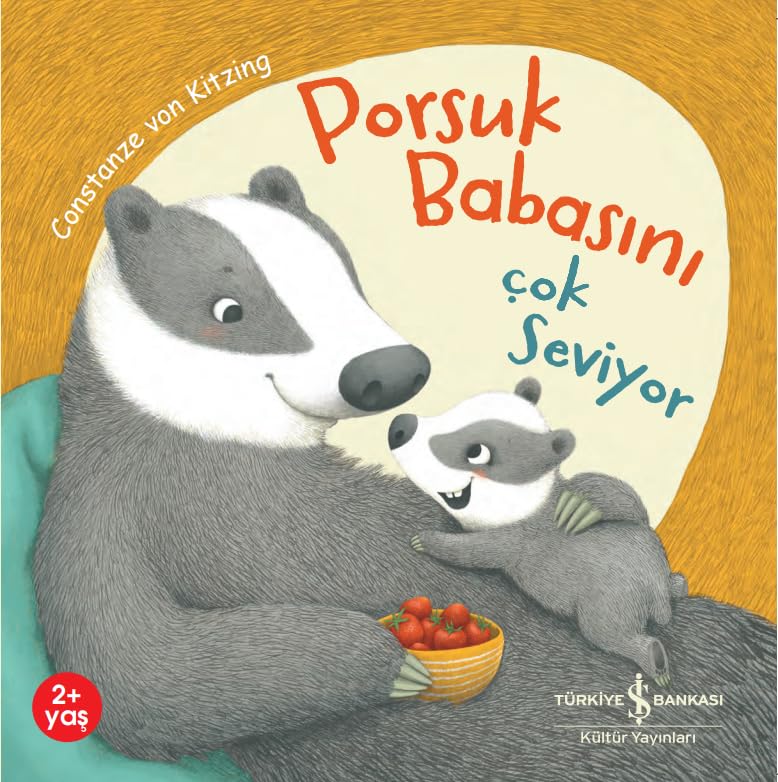 Constanze von Kitzing
Porsuk
Babasını
çok
Seviyor
2+
yaş
TÜRKİYE İŞ BANKASI
Kültür Yayınları